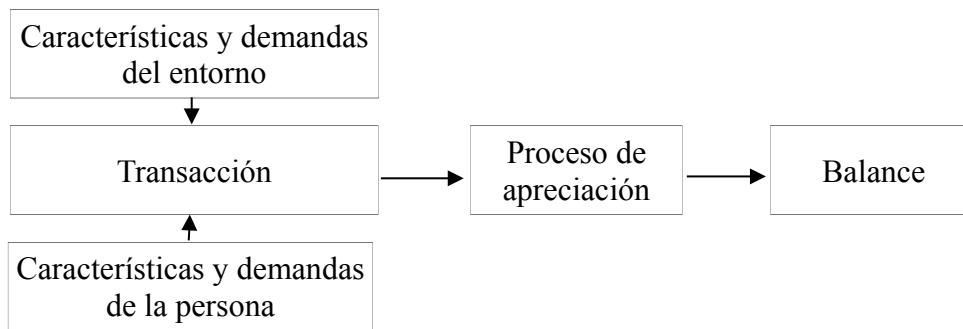 Características y demandas
del entorno
Transacción
Proceso de
apreciación
Balance
Características y demandas
de la persona